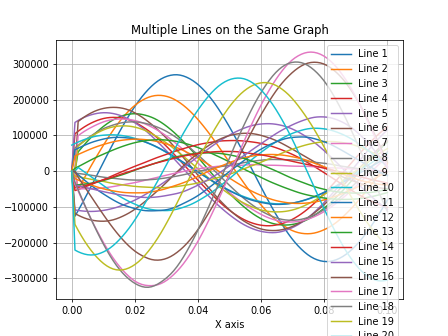 Multiple Lines on the Same Graph
300000
200000
100000
0
−100000
−200000
−300000
0.00
0.02
0.04
0.06
X axis
Line 1
Line 2
Line 3
Line 4
Line 5
Line 6
Line 7
Line 8
Line 9
Line 10
Line 11
Line 12
Line 13
Line 14
Line 15
Line 16
Line 17
Line 18
Line 19
Line 20